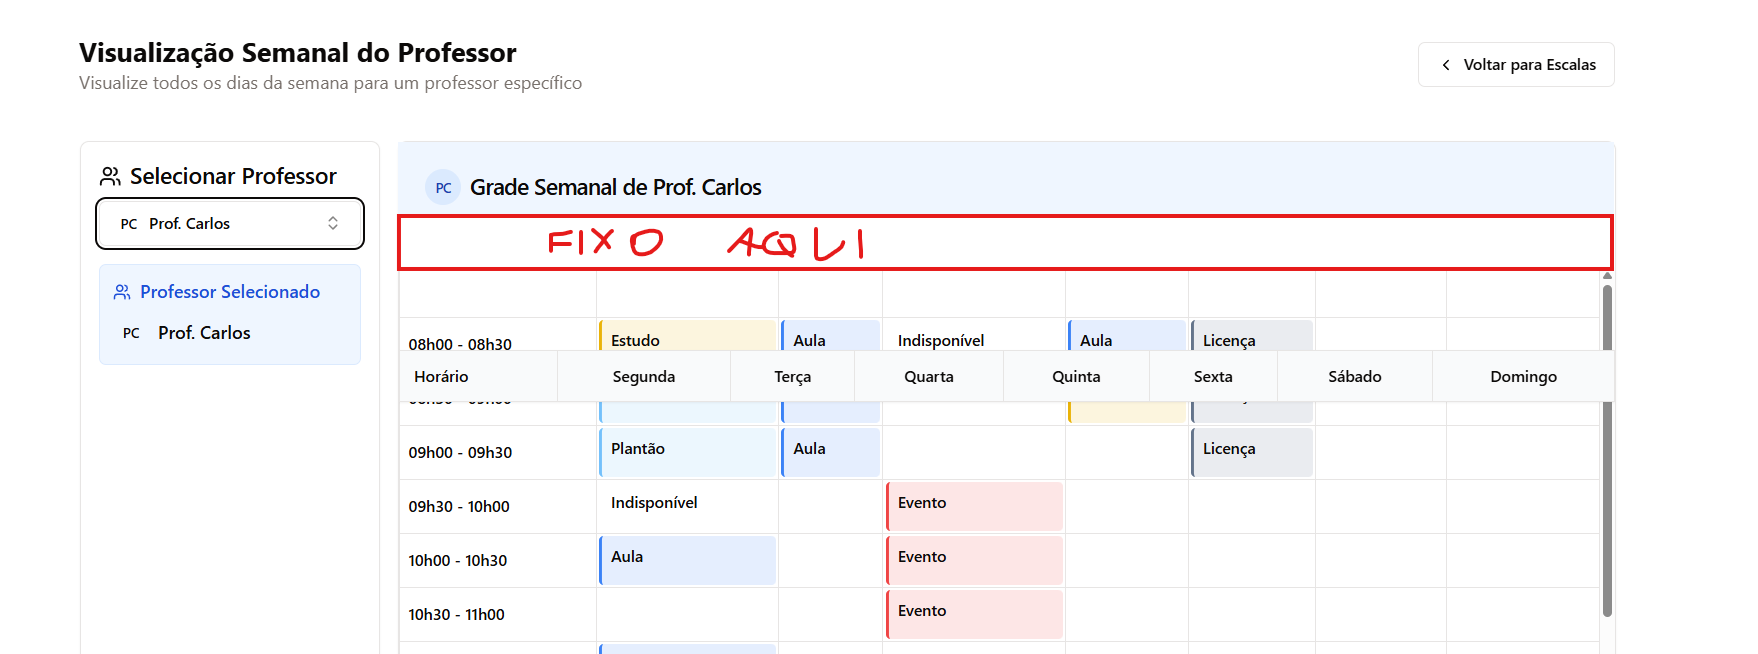 Visualização Semanal do Professor
Visualize todos os dias da semana para um professor específico
Voltar para Escalas
Selecionar Professor
PC Prof. Carlos
Professor Selecionado
PC Prof. Carlos
PC Grade Semanal de Prof. Carlos
FIXO AQUI
08h00 - 08h30 Estudo Aula Indisponível Aula Licença
Horário Segunda Terça Quarta Quinta Sexta Sábado Domingo
09h00 - 09h30 Plantão Aula Licença
09h30 - 10h00 Indisponível Evento
10h00 - 10h30 Aula Evento
10h30 - 11h00 Evento